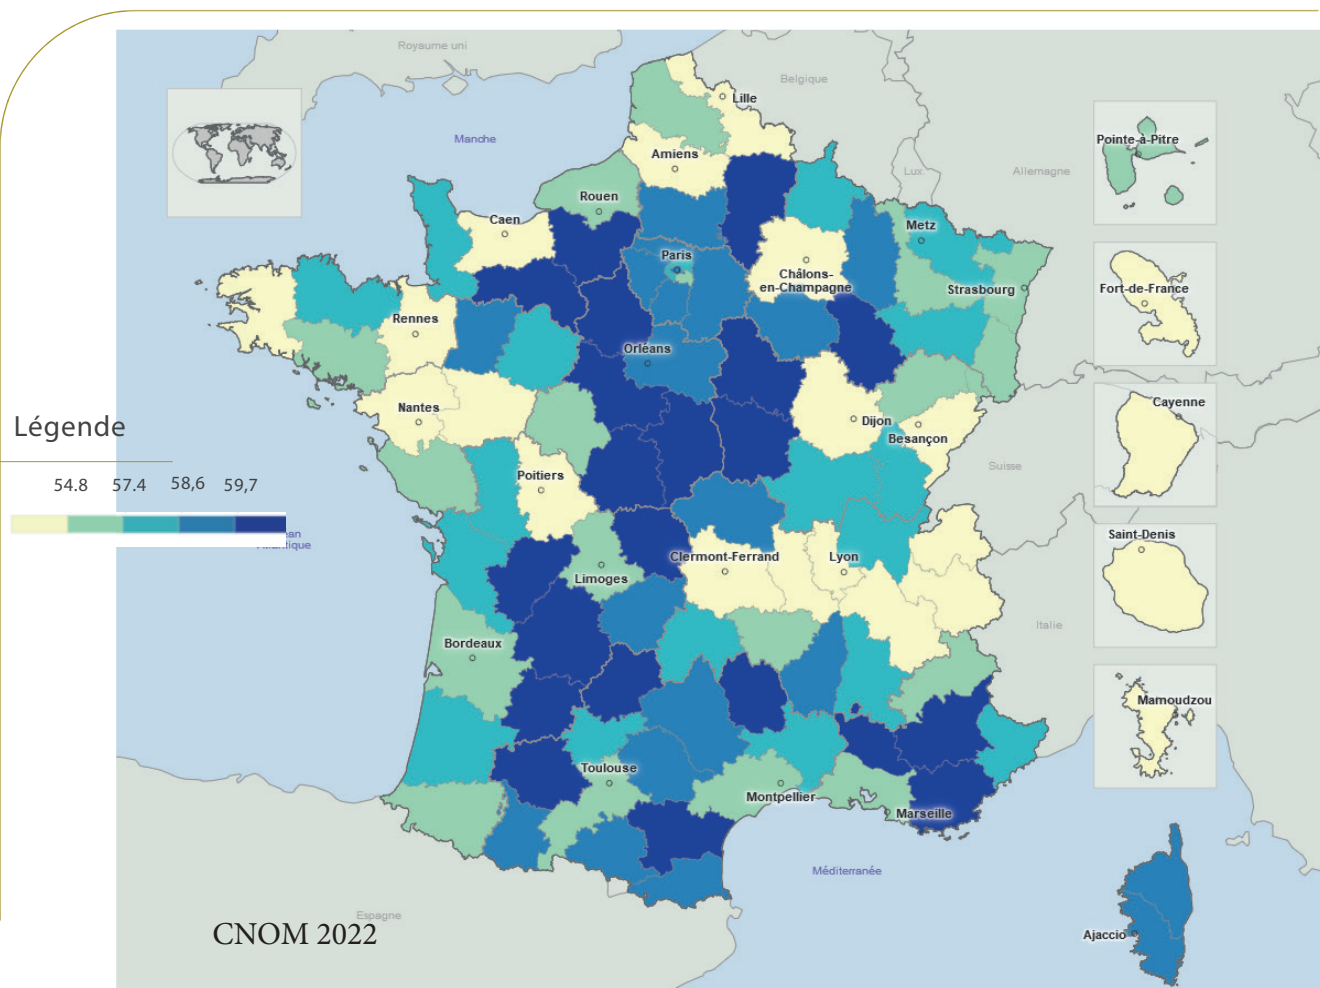 Royaume uni
Belgique
Lille
Manche
Pointe-à-Pitre
Amiens
Lux.
Allemagne
Rouen
Caen
Metz
Paris
Châlons-
en-Champagne
Strasbourg
Fort-de-France
Rennes
Orléans
Cayenne
Nantes
Dijon
Légende
Besançon
Suisse
Poitiers
54.8 57.4 58,6 59,7
ean
Atlantique
Saint-Denis
Clermont-Ferrand
Lyon
Limoges
Italie
Bordeaux
Mamoudzou
Toulouse
Montpellier
Marseille
Méditerranée
Espagne
CNOM 2022
Ajaccio